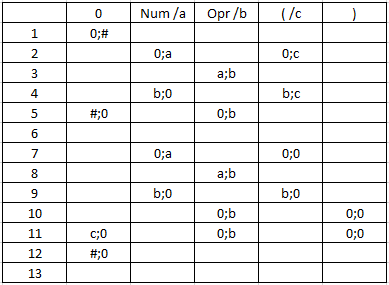 0 Num /a Opr /b ( /c )
1 0;#
2 0;a 0;c
3 a;b
4 b;0 b;c
5 #;0 0;b
6
7 0;a 0;0
8 a;b
9 b;0 b;0
10 0;b 0;0
11 c;0 0;b 0;0
12 #;0
13